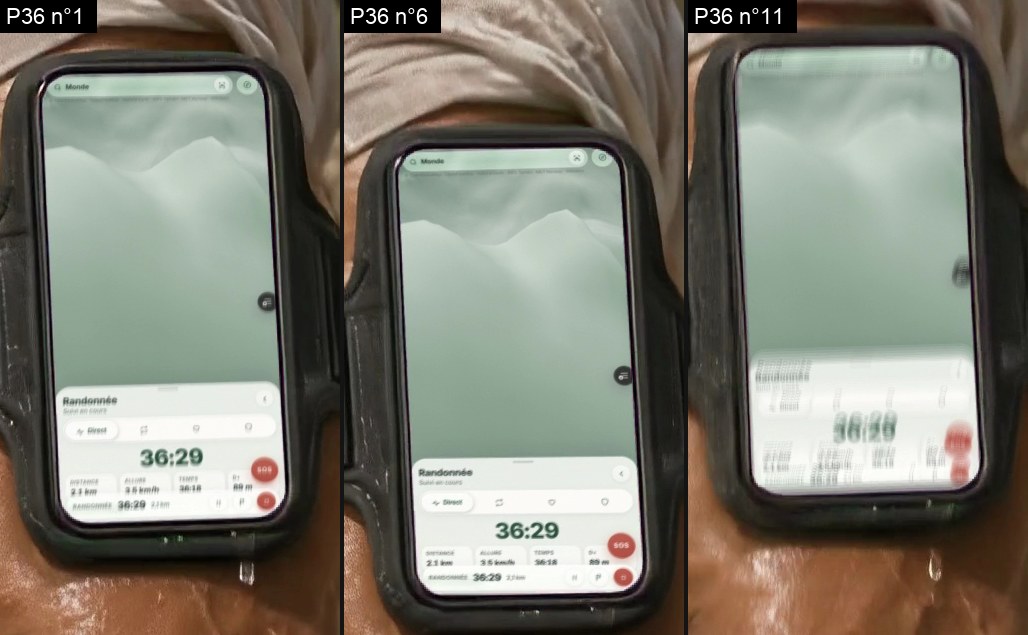 P36 n°1
Monde
Randonnée
Suivi en cours
Direct
36:29
SOS
DISTANCE ALLURE TEMPS D+
2.1 km 3.5 km/h 36:18 89 m
RANDONNÉE 36:29 2,1 km
P36 n°6
Monde
Randonnée
Suivi en cours
Direct
36:29
SOS
DISTANCE ALLURE TEMPS D+
2.1 km 3.5 km/h 36:18 89 m
RANDONNÉE 36:29 2,1 km
P36 n°11
36:29